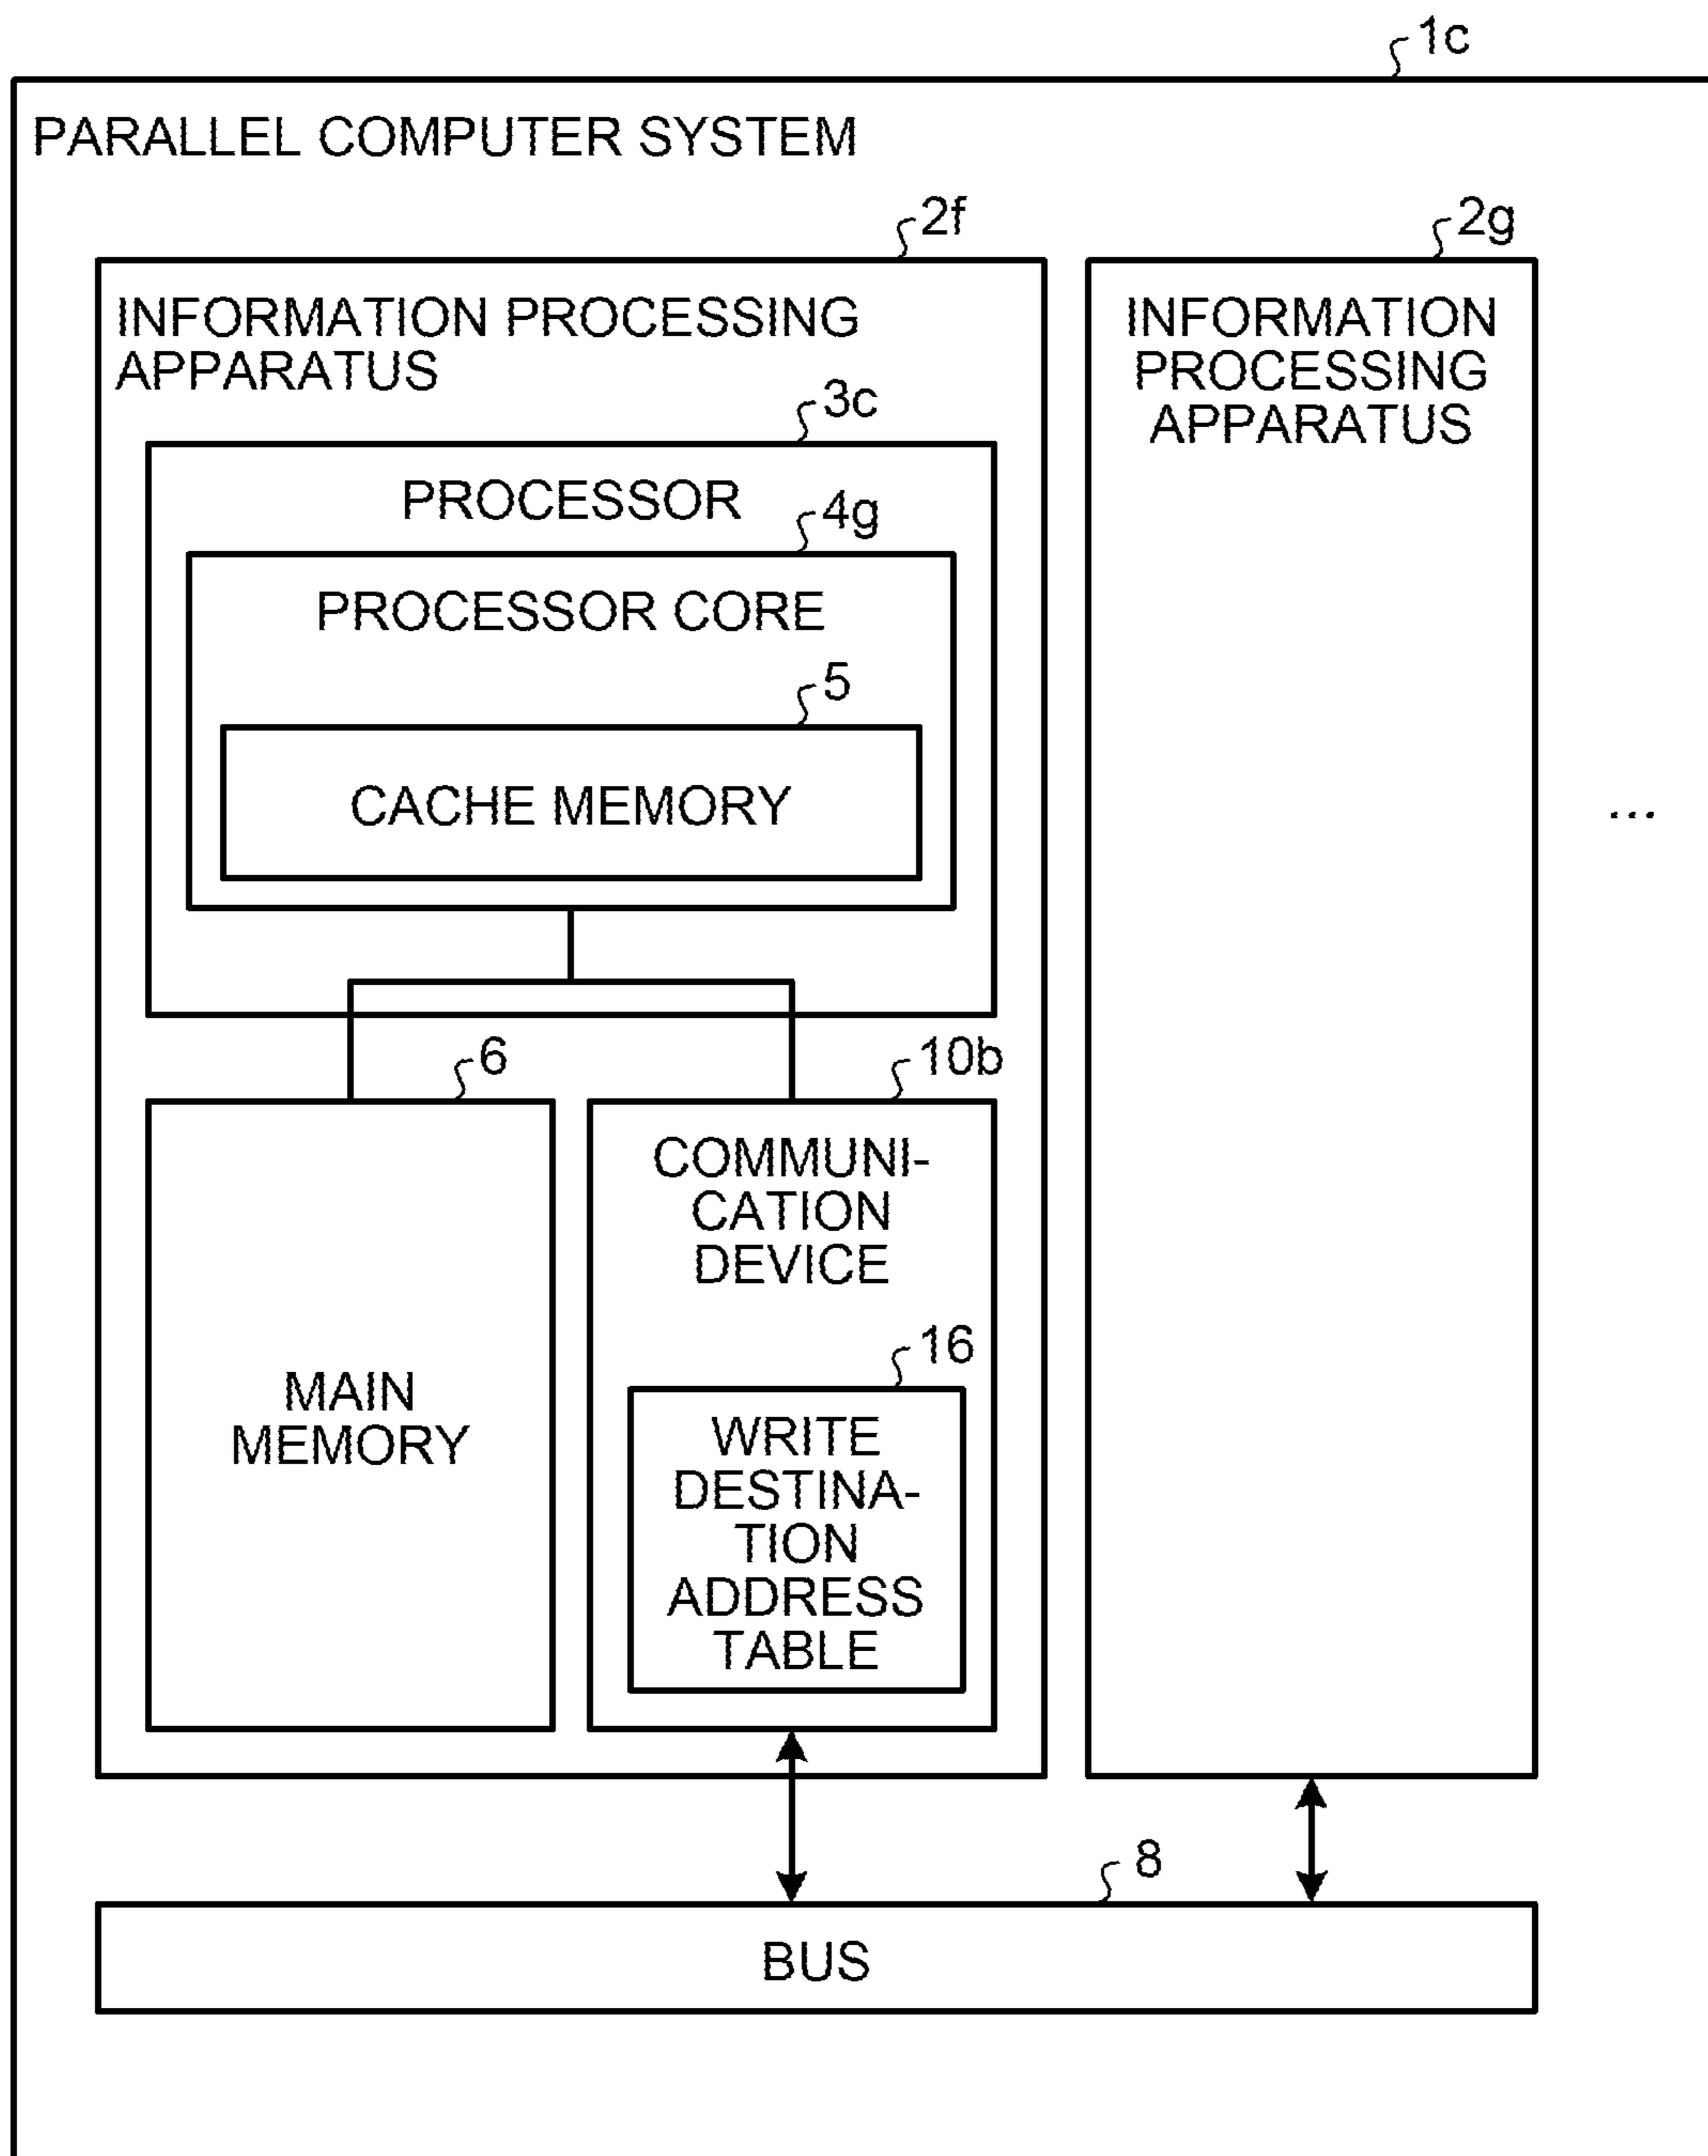 1c
PARALLEL COMPUTER SYSTEM
2f
INFORMATION PROCESSING
APPARATUS
3c
PROCESSOR
4g
PROCESSOR CORE
5
CACHE MEMORY
6
MAIN
MEMORY
10b
COMMUNI-
CATION
DEVICE
16
WRITE
DESTINA-
TION
ADDRESS
TABLE
2g
INFORMATION
PROCESSING
APPARATUS
...
8
BUS